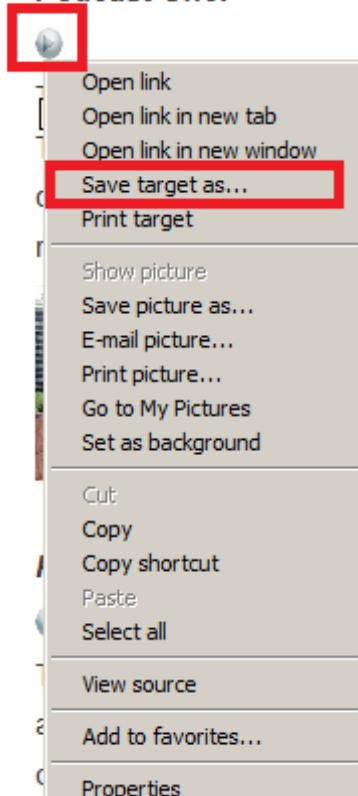 Open link
Open link in new tab
Open link in new window
Save target as...
Print target
Show picture
Save picture as...
E-mail picture...
Print picture...
Go to My Pictures
Set as background
Cut
Copy
Copy shortcut
Paste
Select all
View source
Add to favorites...
Properties